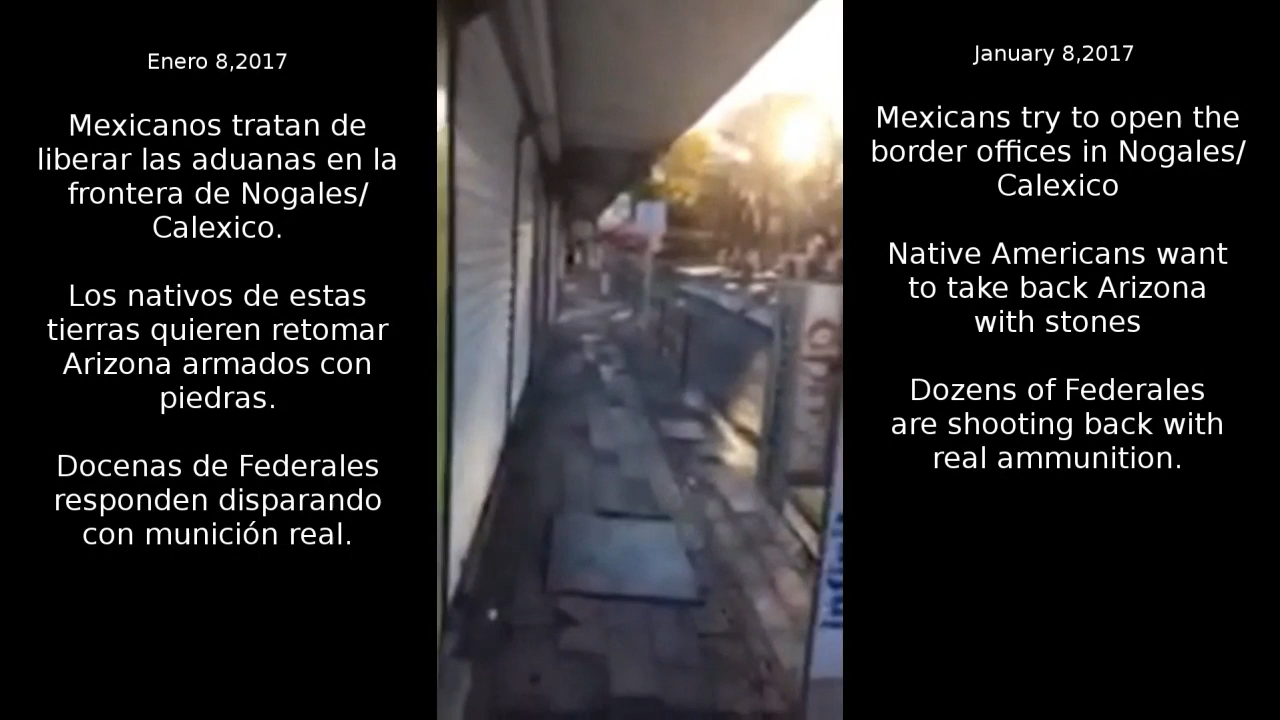 Enero 8,2017
Mexicanos tratan de
liberar las aduanas en la
frontera de Nogales/
Calexico.
Los nativos de estas
tierras quieren retomar
Arizona armados con
piedras.
Docenas de Federales
responden disparando
con munición real.
January 8,2017
Mexicans try to open the
border offices in Nogales/
Calexico
Native Americans want
to take back Arizona
with stones
Dozens of Federales
are shooting back with
real ammunition.